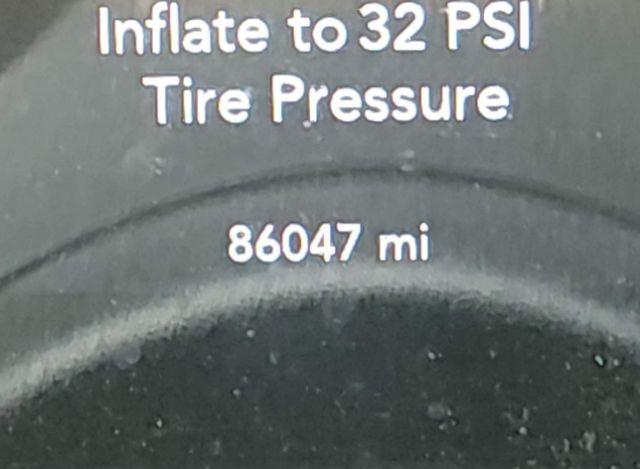 Inflate to 32 PSI
Tire Pressure
86047 mi